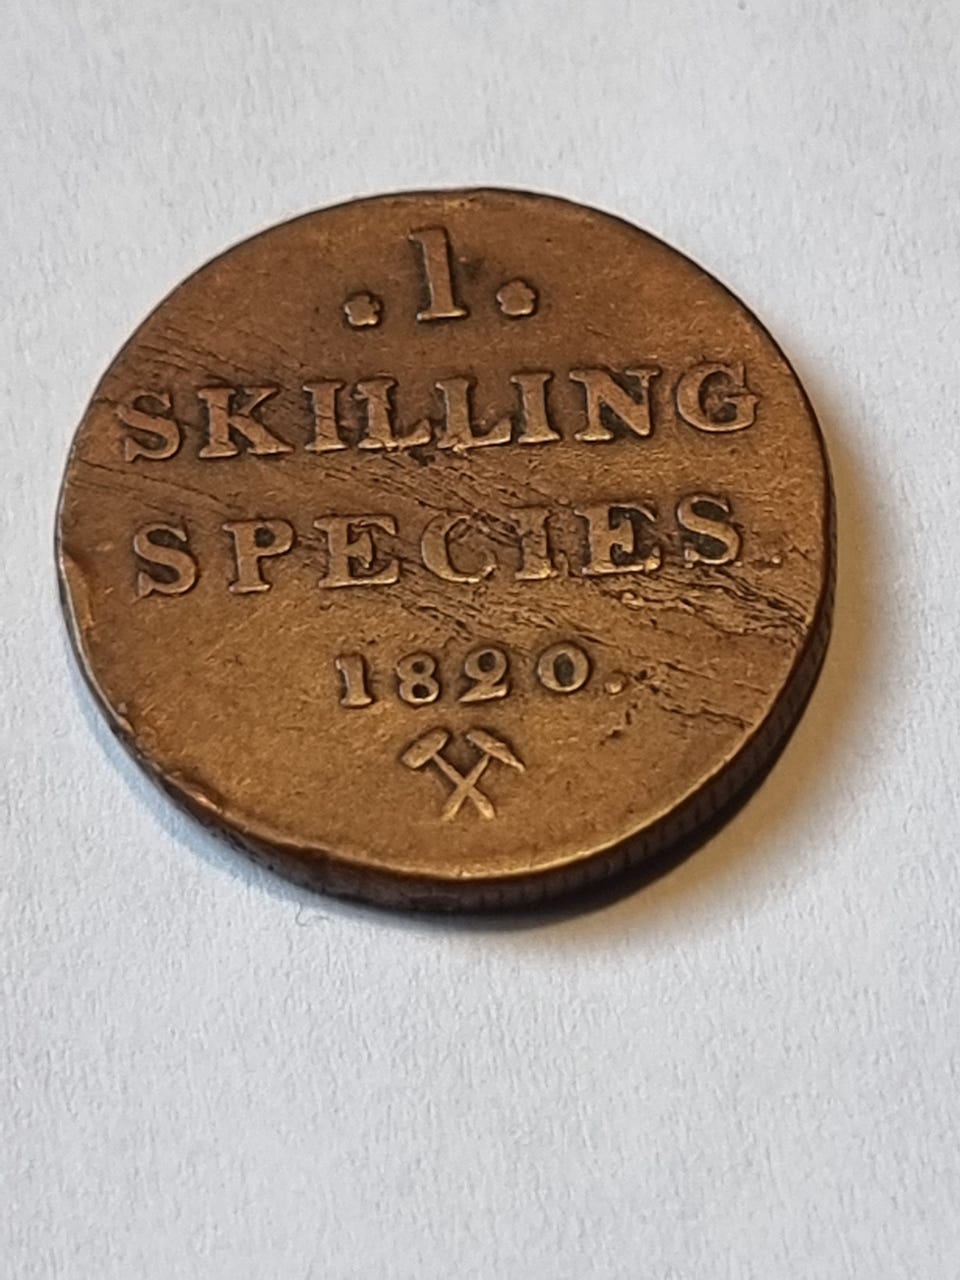 .1.
SKILLING
SPECIES.
1820.